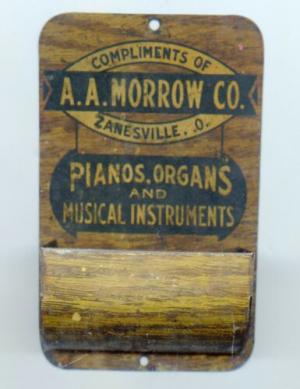 COMPLIMENTS OF
A.A. MORROW CO.
ZANESVILLE, .O.
PIANOS, ORGANS
AND
MUSICAL INSTRUMENTS